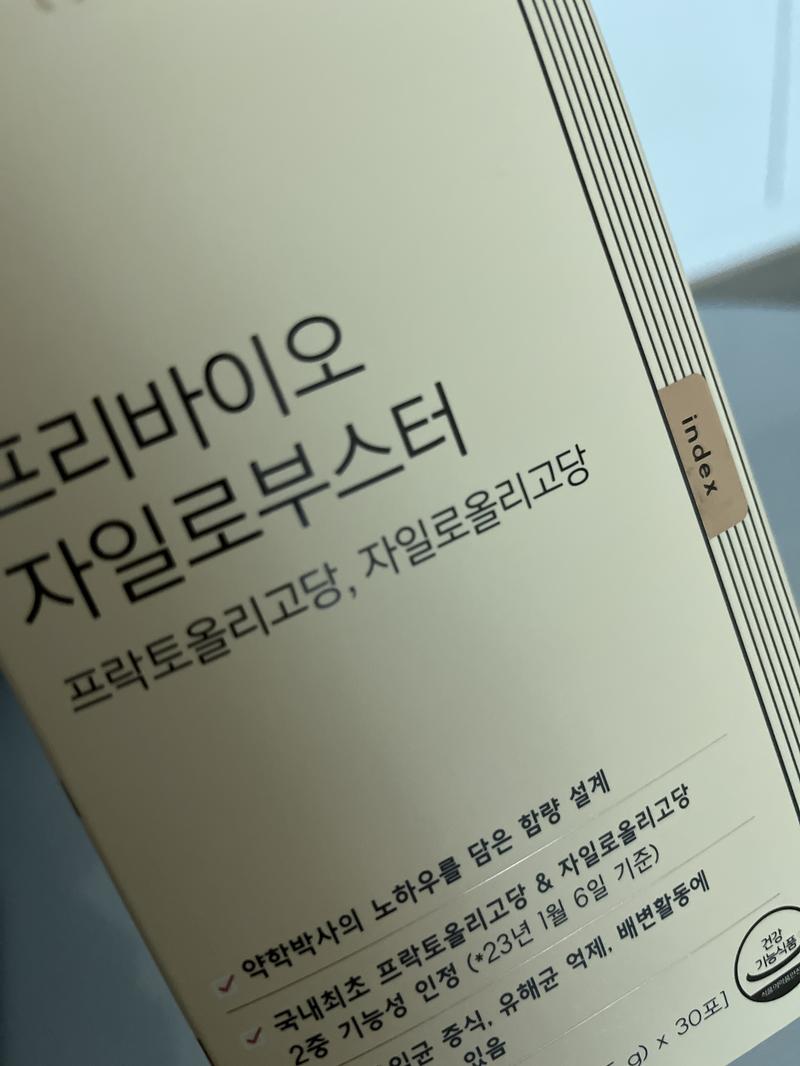 프리바이오
자일로부스터
프락토올리고당, 자일로올리고당
index
약학박사의 노하우를 담은 함량 설계
국내최초 프락토올리고당 & 자일로올리고당
2중 기능성 인정 (*23년 1월 6일 기준)
증식, 유해균 억제, 배변활동에
있음
g) x 30포]
건강
기능식품